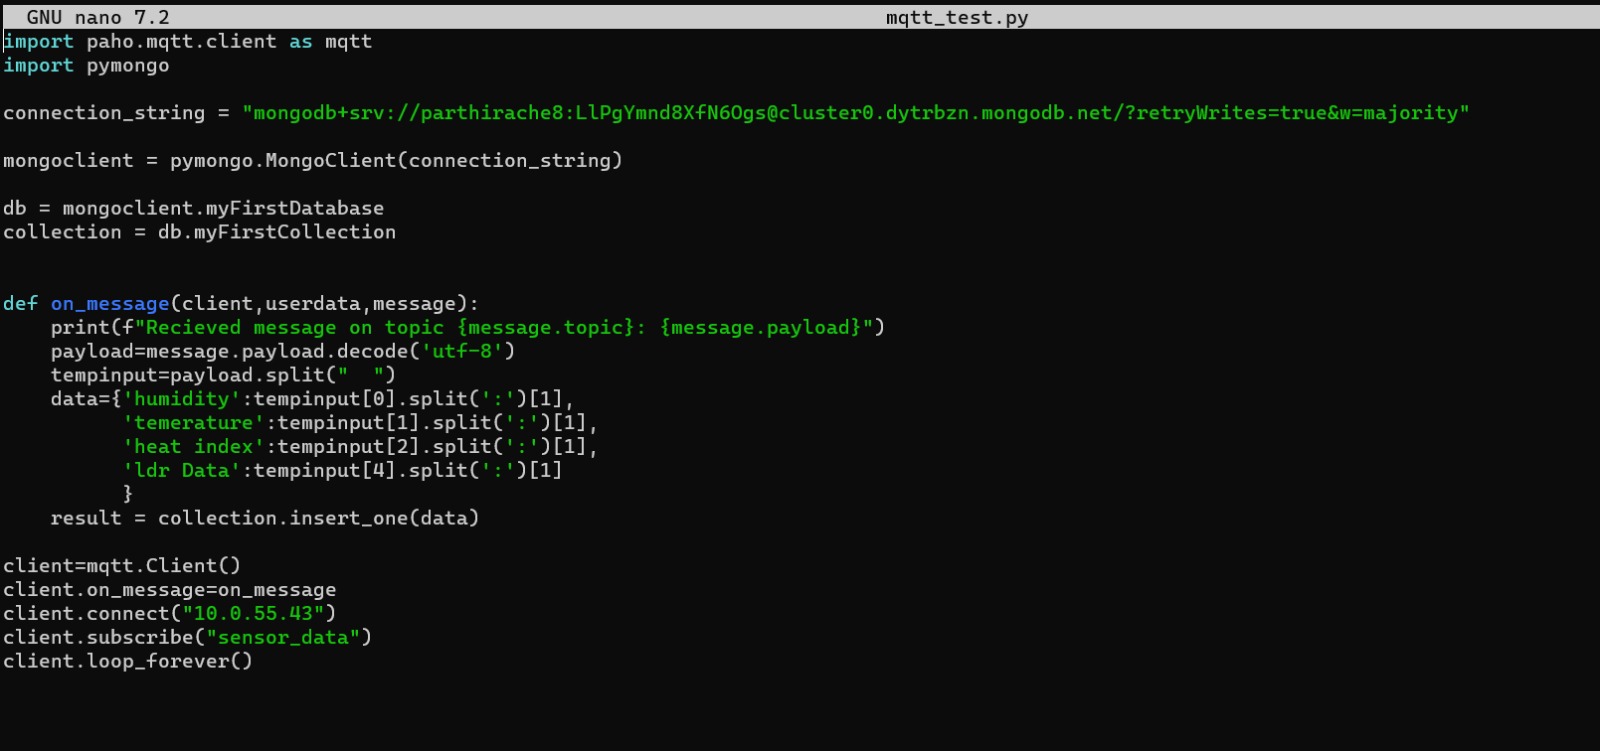 GNU nano 7.2 mqtt_test.py
import paho.mqtt.client as mqtt
import pymongo
connection_string = "mongodb+srv://parthirache8:LlPgYmnd8XfN6Ogs@cluster0.dytrbzn.mongodb.net/?retryWrites=true&w=majority"
mongoclient = pymongo.MongoClient(connection_string)
db = mongoclient.myFirstDatabase
collection = db.myFirstCollection
def on_message(client,userdata,message):
    print(f"Recieved message on topic {message.topic}: {message.payload}")
    payload=message.payload.decode('utf-8')
    tempinput=payload.split("  ")
    data={'humidity':tempinput[0].split(':')[1],
          'temerature':tempinput[1].split(':')[1],
          'heat index':tempinput[2].split(':')[1],
          'ldr Data':tempinput[4].split(':')[1]
          }
    result = collection.insert_one(data)
client=mqtt.Client()
client.on_message=on_message
client.connect("10.0.55.43")
client.subscribe("sensor_data")
client.loop_forever()